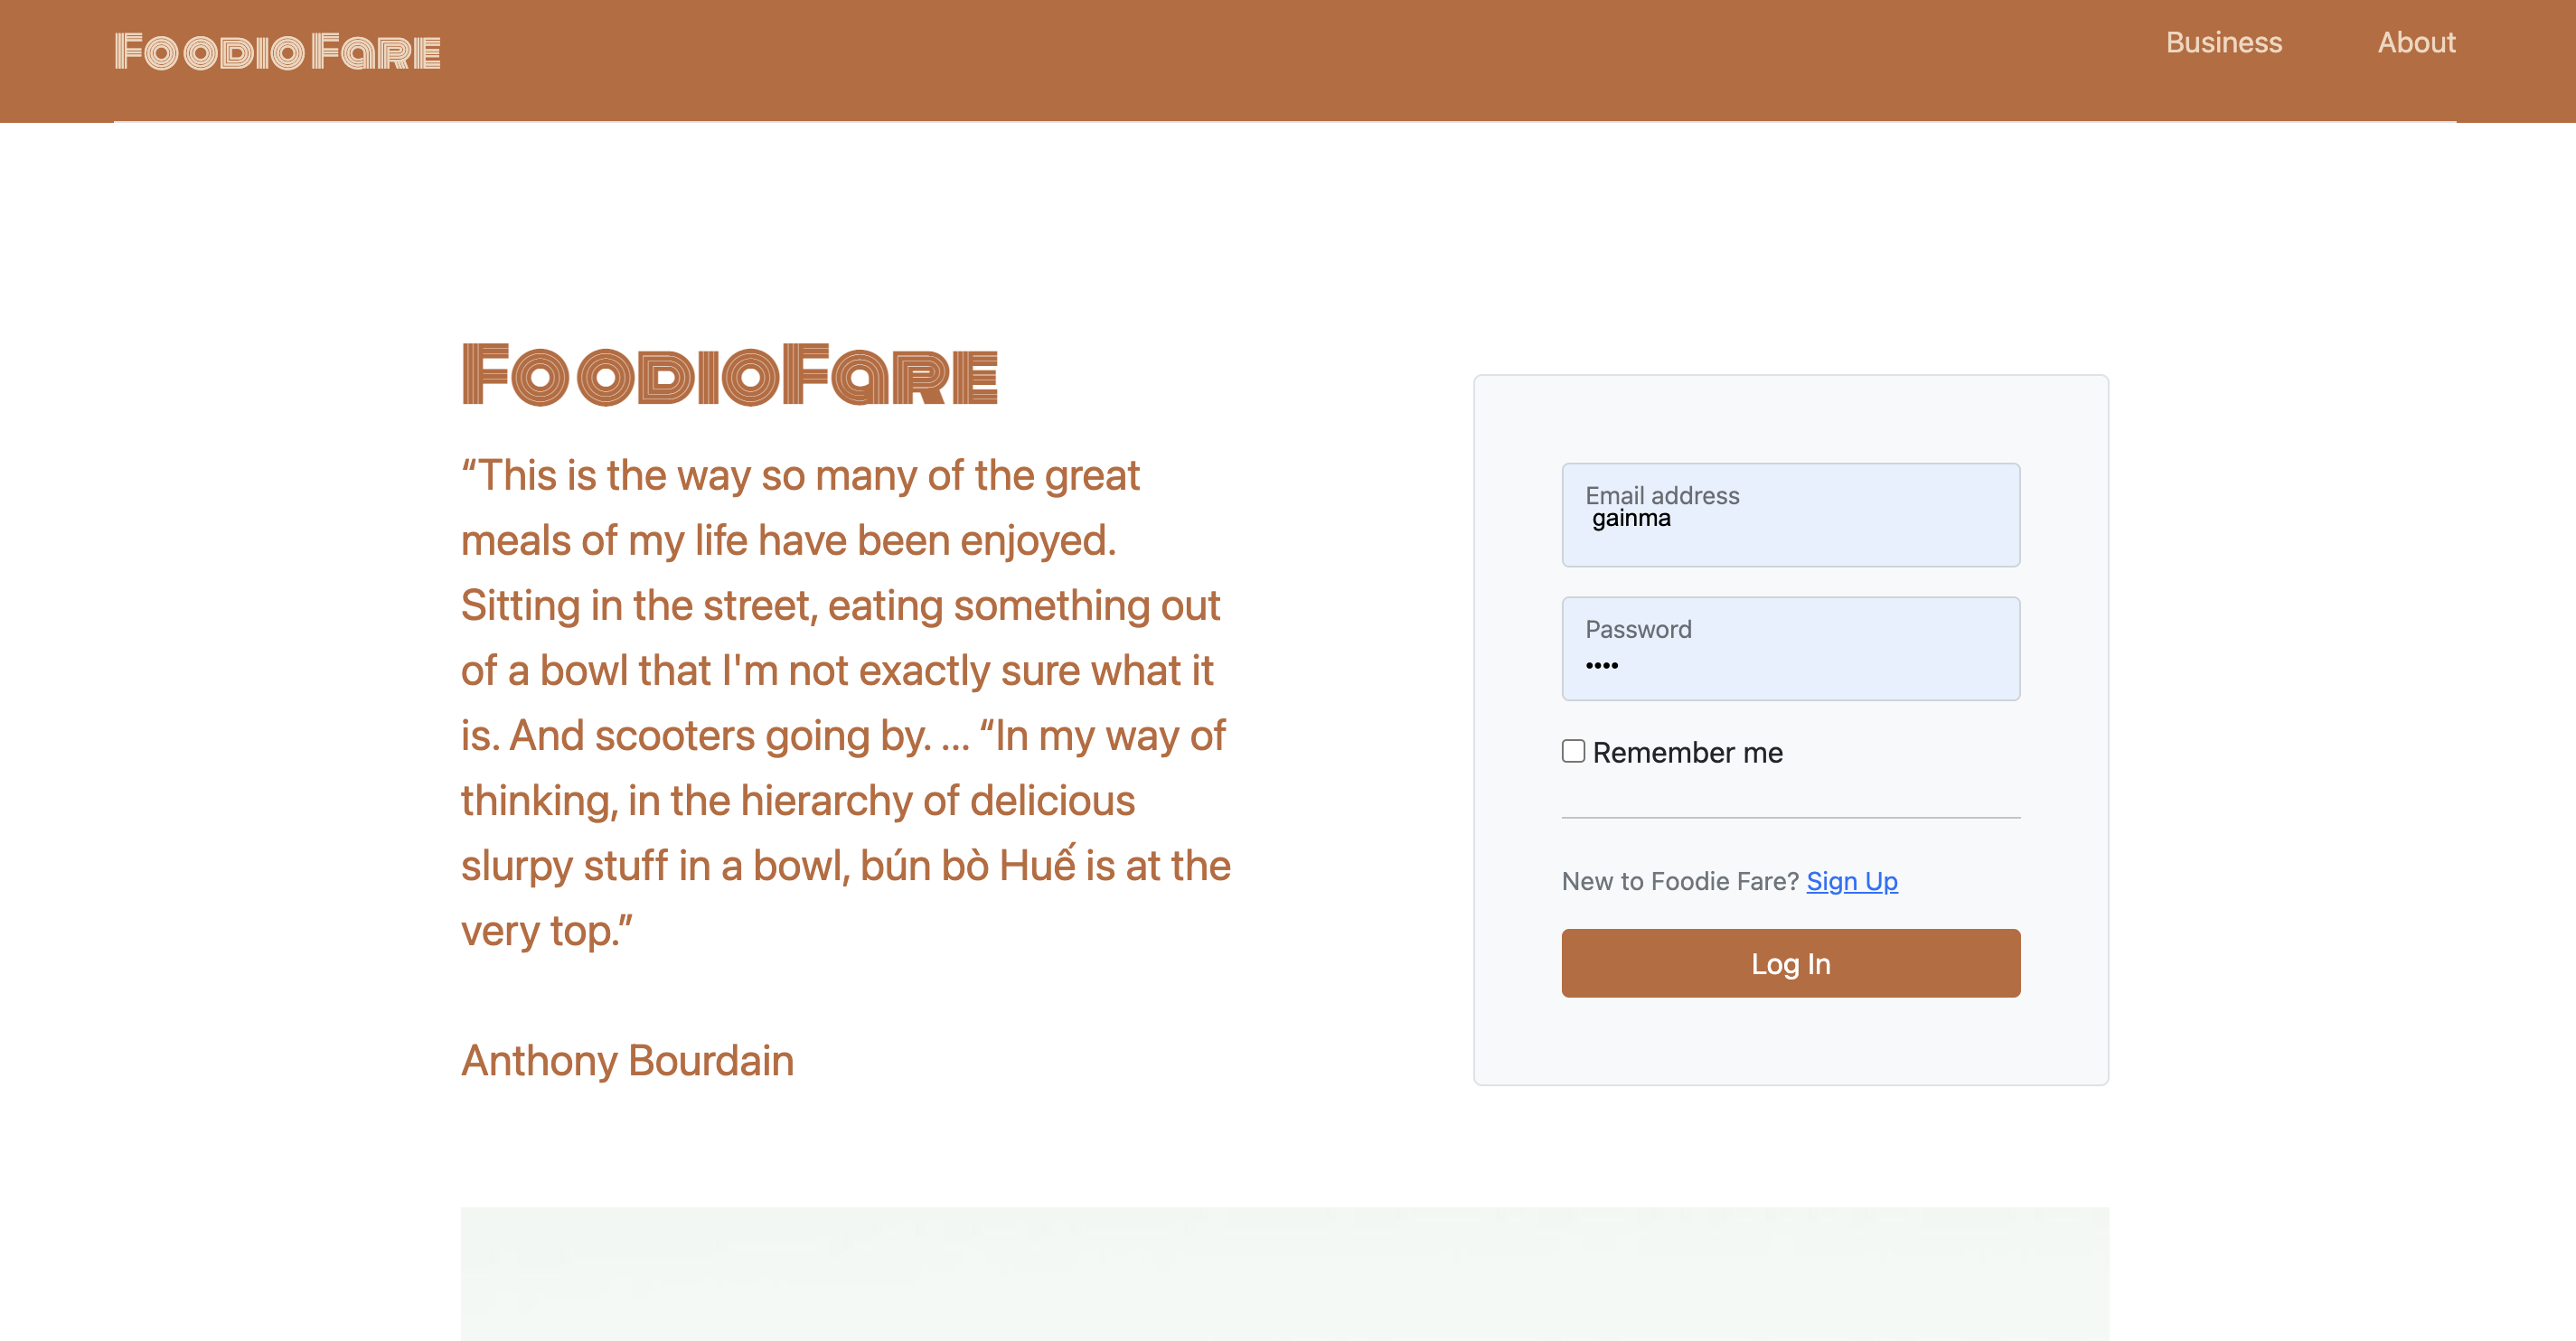 FoodioFare
Business
About
FoodioFare
“This is the way so many of the great
meals of my life have been enjoyed.
Sitting in the street, eating something out
of a bowl that I'm not exactly sure what it
is. And scooters going by. ... “In my way of
thinking, in the hierarchy of delicious
slurpy stuff in a bowl, bún bò Huế is at the
very top.”
Anthony Bourdain
Email address
gainma
Password
••••
Remember me
New to Foodie Fare? Sign Up
Log In